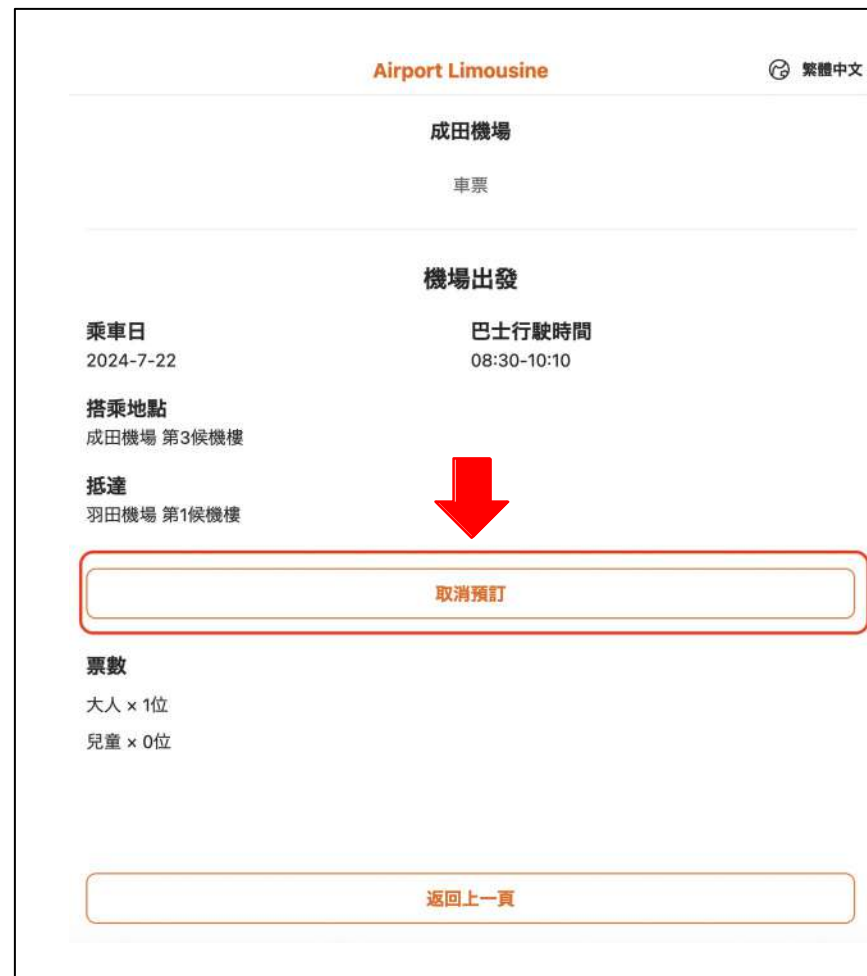 Airport Limousine
繁體中文
成田機場
車票
機場出發
乘車日
巴士行駛時間
2024-7-22
08:30-10:10
搭乘地點
成田機場 第3候機樓
抵達
羽田機場 第1候機樓
取消預訂
票數
大人 × 1位
兒童 × 0位
返回上一頁